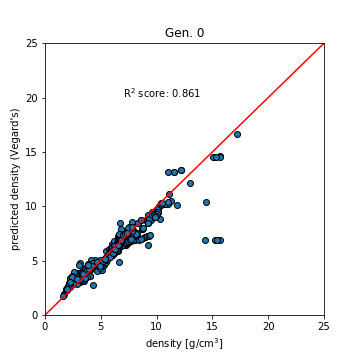 Gen. 0
R² score: 0.861
predicted density (Vegard's)
25
20
15
10
5
0
0 5 10 15 20 25
density [g/cm³]